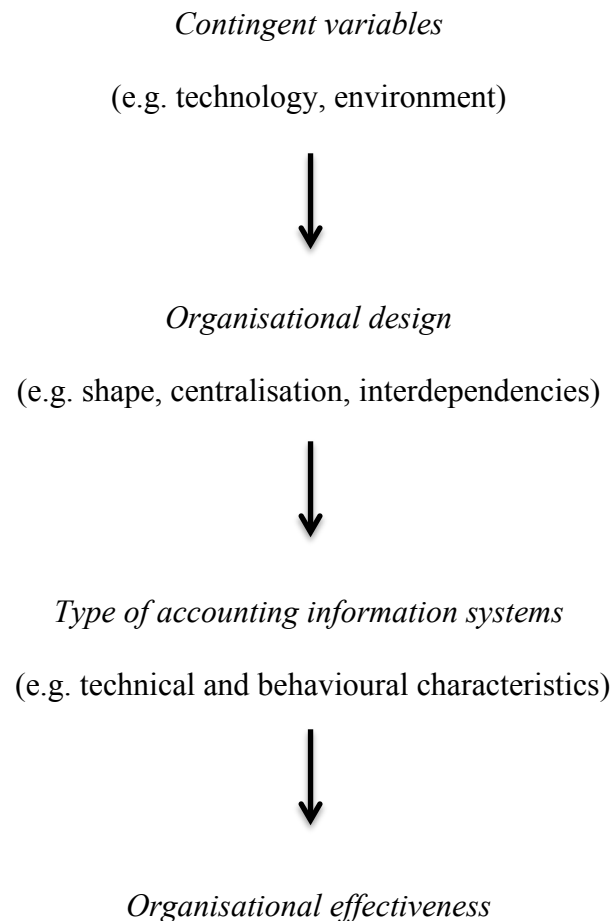 Contingent variables
(e.g. technology, environment)
Organisational design
(e.g. shape, centralisation, interdependencies)
Type of accounting information systems
(e.g. technical and behavioural characteristics)
Organisational effectiveness